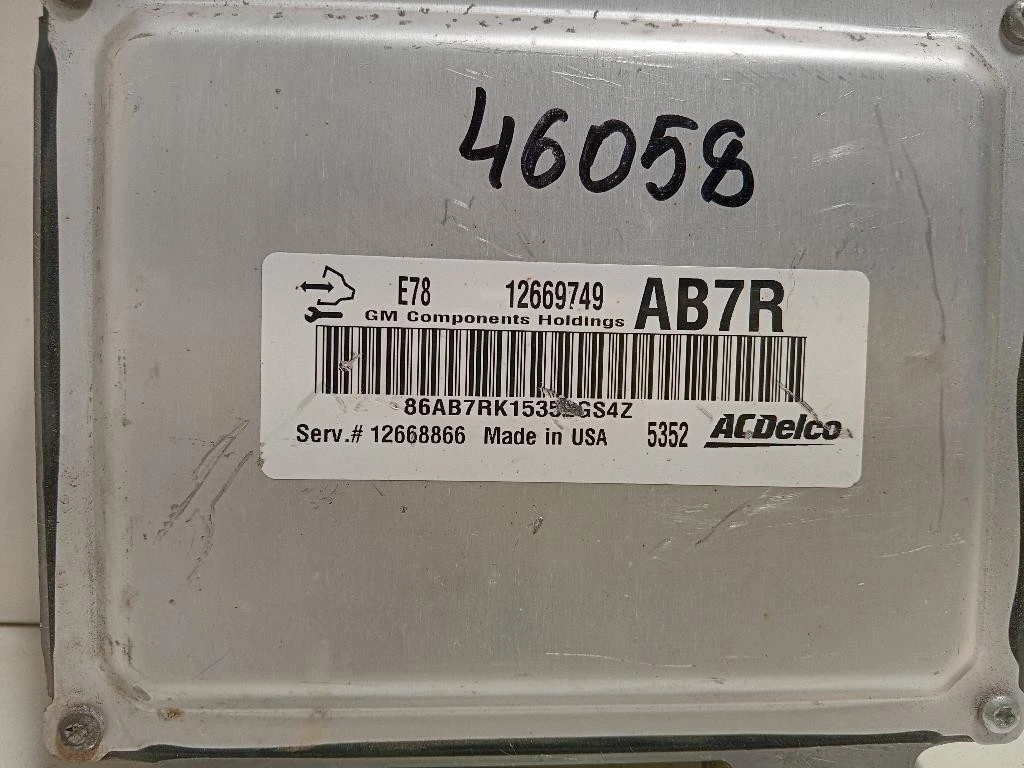 46058
E78 12669749 AB7R
GM Components Holdings
Serv.# 12668866 Made in USA 5352 ACDelco